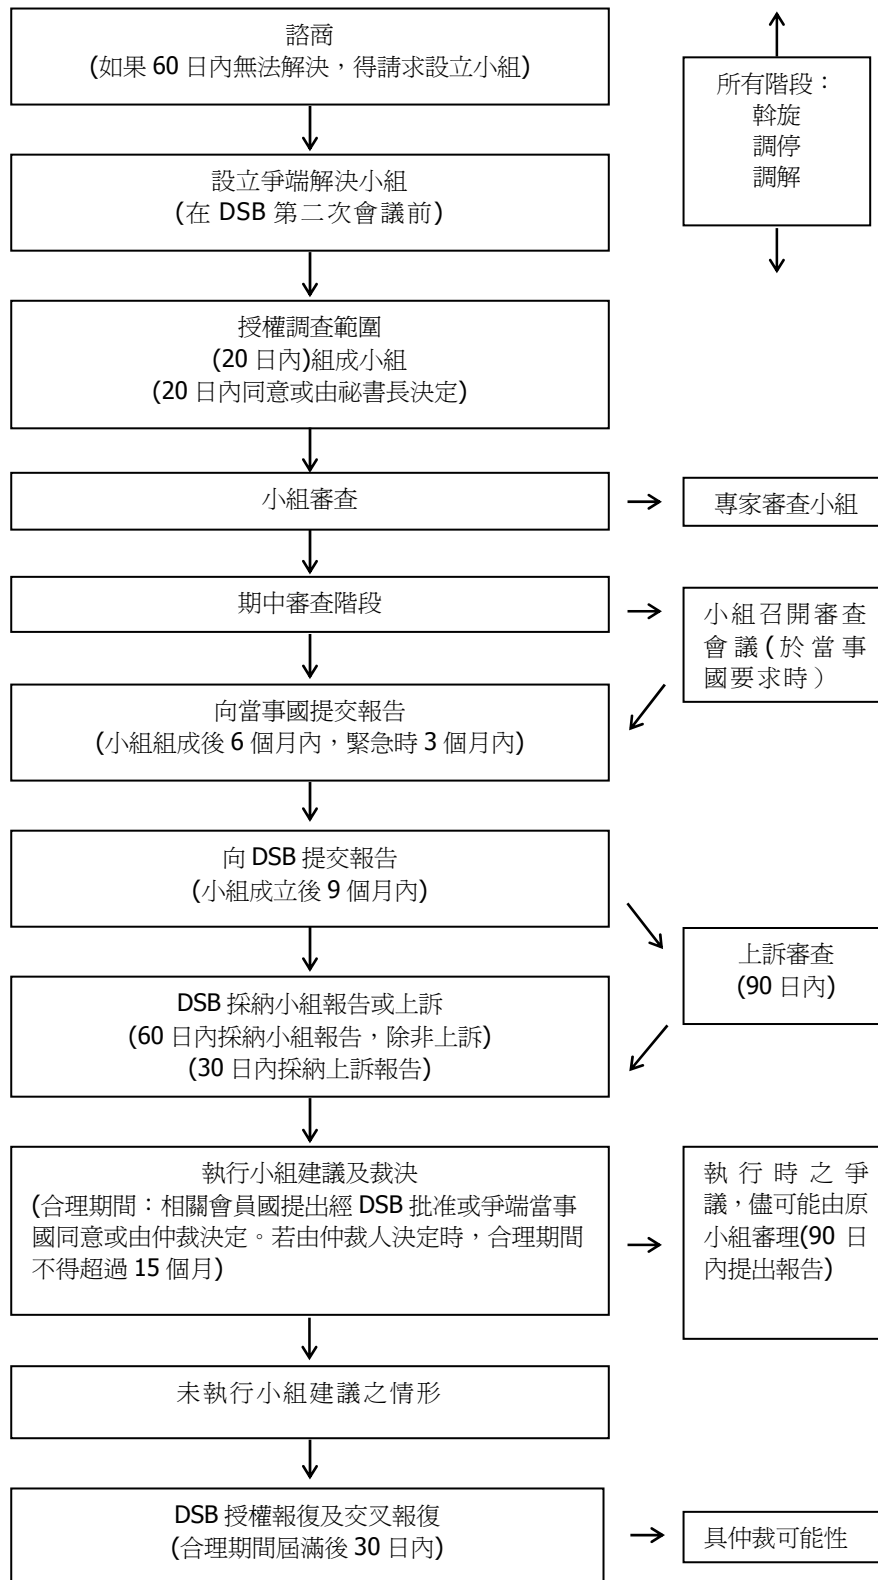 諮商
(如果 60 日內無法解決，得請求設立小組)
所有階段：
斡旋
調停
調解
設立爭端解決小組
(在 DSB 第二次會議前)
授權調查範圍
(20 日內)組成小組
(20 日內同意或由祕書長決定)
小組審查
專家審查小組
期中審查階段
小組召開審查
會議(於當事
國要求時）
向當事國提交報告
(小組組成後 6 個月內，緊急時 3 個月內)
向 DSB 提交報告
(小組成立後 9 個月內)
上訴審查
(90 日內)
DSB 採納小組報告或上訴
(60 日內採納小組報告，除非上訴)
(30 日內採納上訴報告)
執行小組建議及裁決
(合理期間：相關會員國提出經 DSB 批准或爭端當事
國同意或由仲裁決定。若由仲裁人決定時，合理期間
不得超過 15 個月)
執行時之爭
議，儘可能由原
小組審理(90 日
內提出報告)
未執行小組建議之情形
DSB 授權報復及交叉報復
(合理期間屆滿後 30 日內)
具仲裁可能性